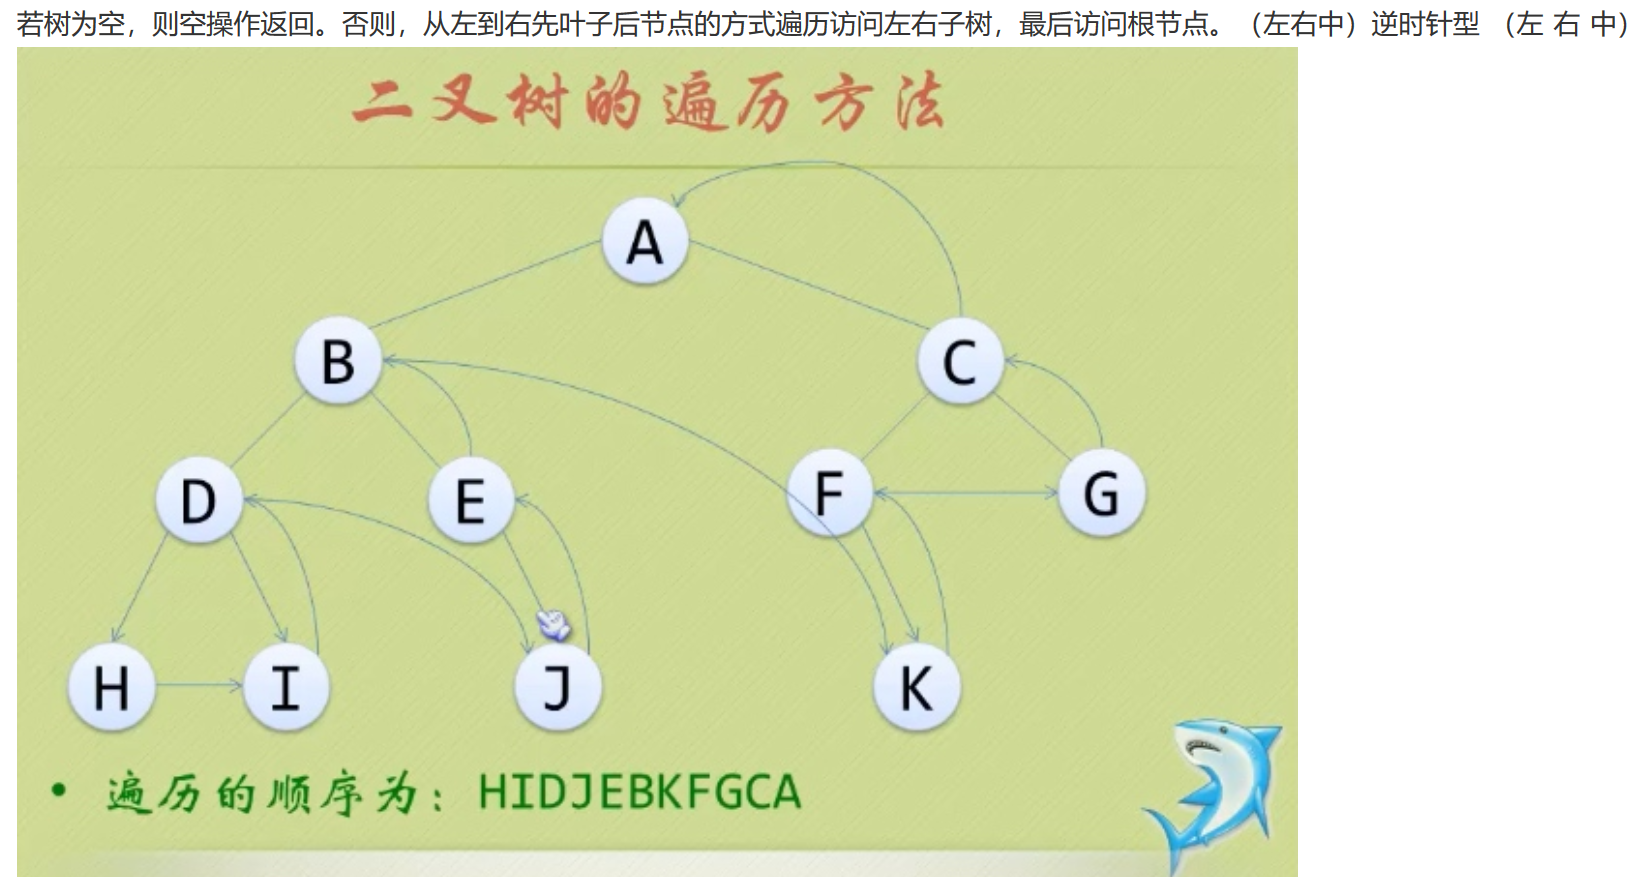 若树为空，则空操作返回。否则，从左到右先叶子后节点的方式遍历访问左右子树，最后访问根节点。（左右中）逆时针型 （左 右 中）
二叉树的遍历方法
A
B
C
D
E
F
G
H
I
J
K
• 遍历的顺序为：HIDJEBKFGCA